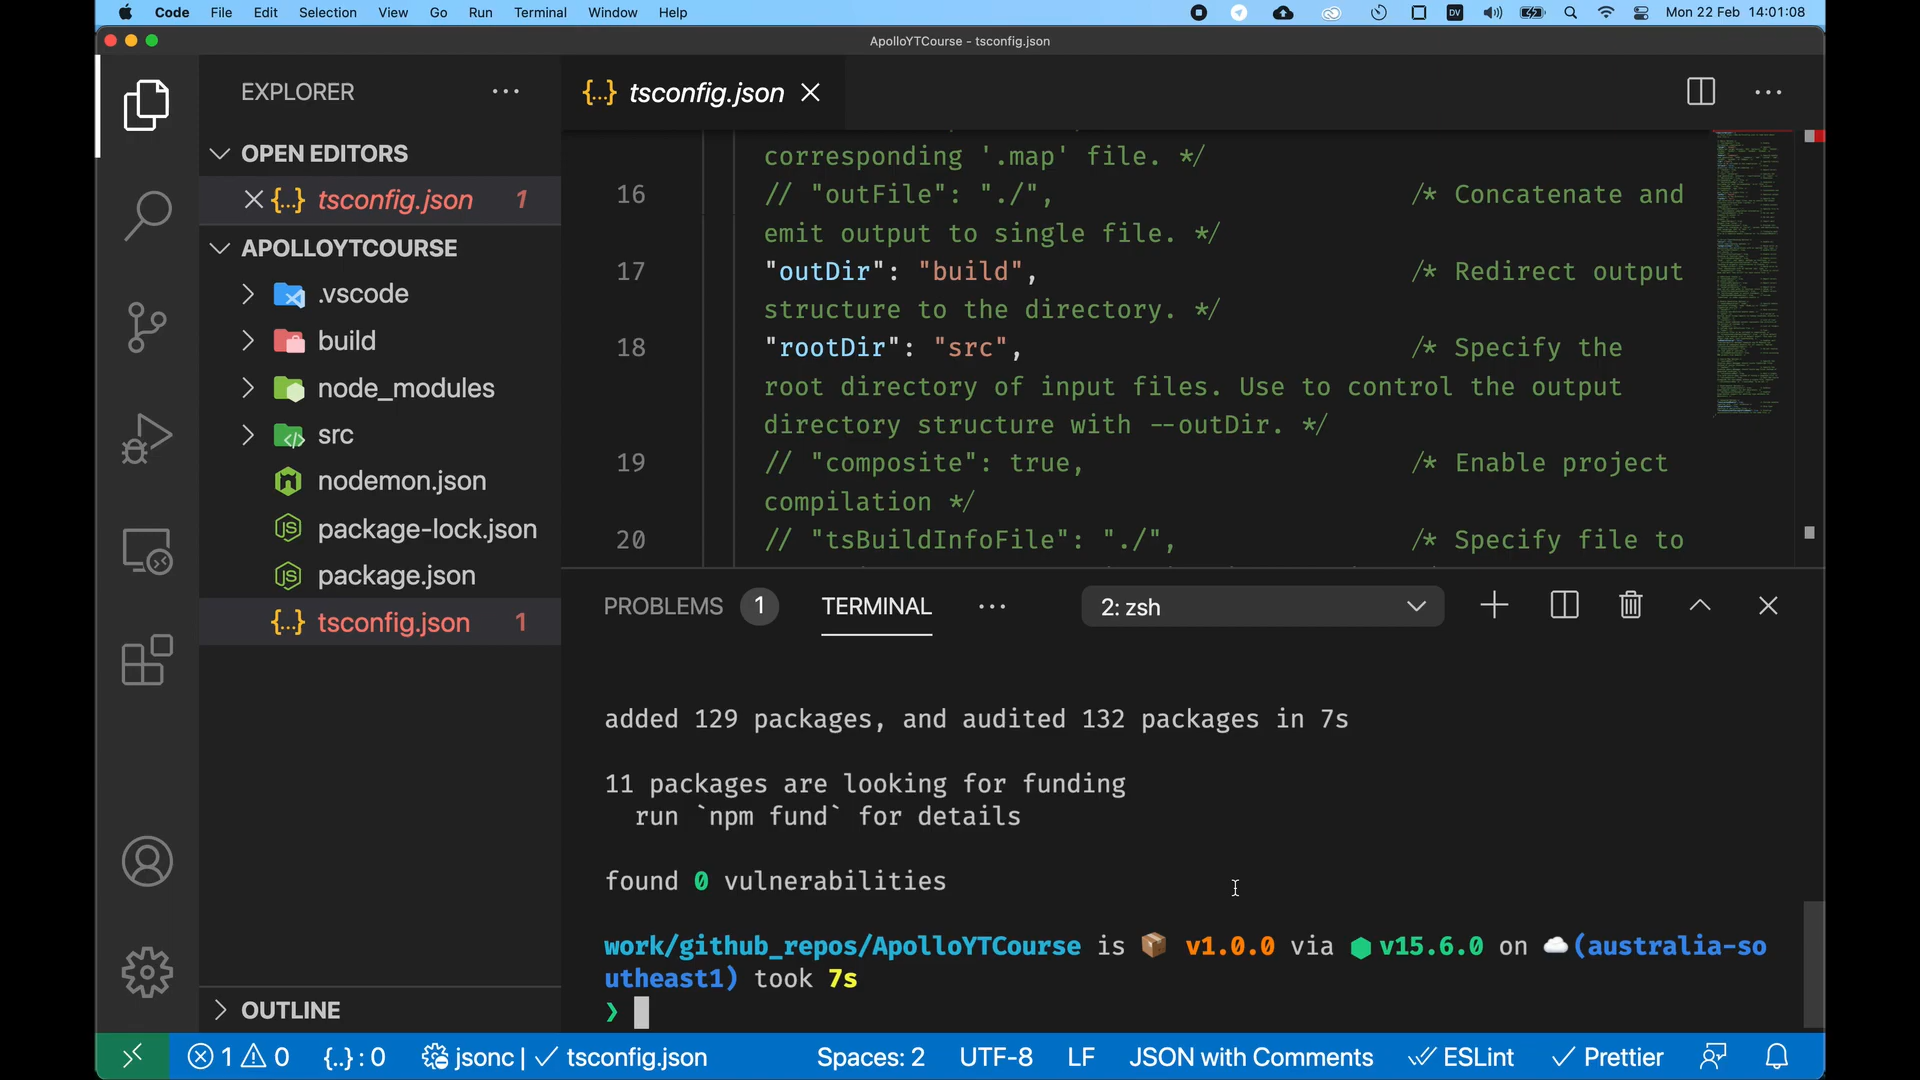 Code File Edit Selection View Go Run Terminal Window Help DV Mon 22 Feb 14:01:08
ApolloYTCourse - tsconfig.json
EXPLORER
OPEN EDITORS
{..} tsconfig.json 1
APOLLOYTCOURSE
.vscode
build
node_modules
src
nodemon.json
package-lock.json
package.json
{..} tsconfig.json 1
OUTLINE
{..} tsconfig.json
corresponding '.map' file. */
16 // "outFile": "./", /* Concatenate and
emit output to single file. */
17 "outDir": "build", /* Redirect output
structure to the directory. */
18 "rootDir": "src", /* Specify the
root directory of input files. Use to control the output
directory structure with --outDir. */
19 // "composite": true, /* Enable project
compilation */
20 // "tsBuildInfoFile": "./", /* Specify file to
PROBLEMS 1 TERMINAL ··· 2: zsh
added 129 packages, and audited 132 packages in 7s
11 packages are looking for funding
run `npm fund` for details
found 0 vulnerabilities
work/github_repos/ApolloYTCourse is 📦 v1.0.0 via ⬢ v15.6.0 on ☁️ (australia-so
utheast1) took 7s
❯
1 0 {..} : 0 jsonc | ✓ tsconfig.json Spaces: 2 UTF-8 LF JSON with Comments ESLint ✓ Prettier